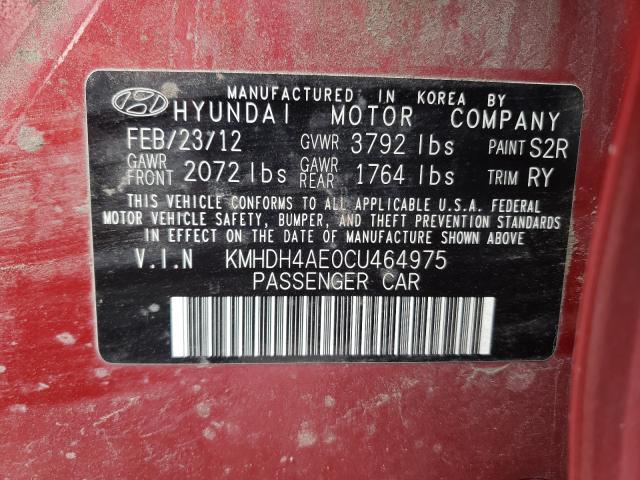 MANUFACTURED IN KOREA BY
HYUNDAI MOTOR COMPANY
FEB/23/12 GVWR 3792 lbs PAINT S2R
GAWR FRONT 2072 lbs GAWR REAR 1764 lbs TRIM RY
THIS VEHICLE CONFORMS TO ALL APPLICABLE U.S.A. FEDERAL
MOTOR VEHICLE SAFETY, BUMPER, AND THEFT PREVENTION STANDARDS
IN EFFECT ON THE DATE OF MANUFACTURE SHOWN ABOVE.
V.I.N KMHDH4AE0CU464975
PASSENGER CAR